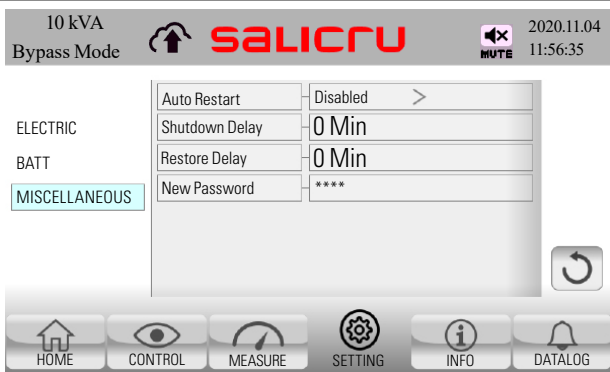 10 kVA
Bypass Mode
salicru
MUTE
2020.11.04
11:56:35
ELECTRIC
BATT
MISCELLANEOUS
Auto Restart Disabled >
Shutdown Delay 0 Min
Restore Delay 0 Min
New Password ****
HOME CONTROL MEASURE SETTING INFO DATALOG